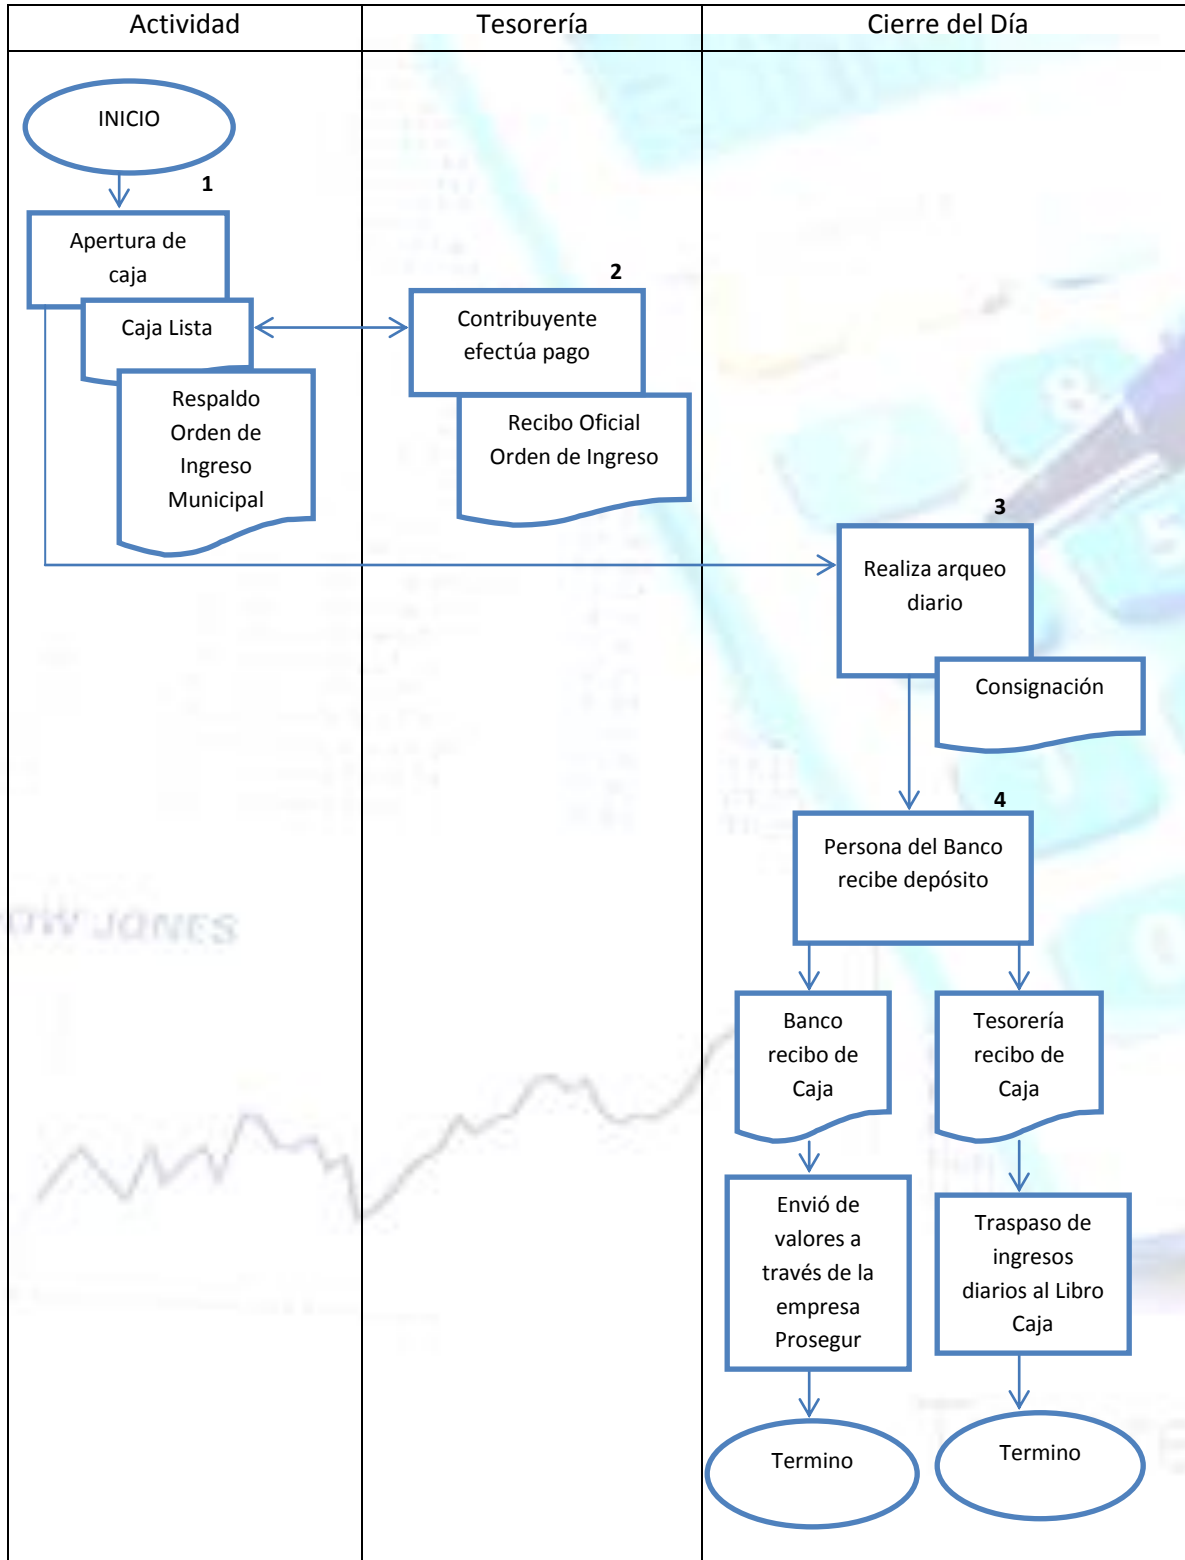 Actividad
Tesorería
Cierre del Día
INICIO
1
Apertura de
caja
Caja Lista
Respaldo
Orden de
Ingreso
Municipal
2
Contribuyente
efectúa pago
Recibo Oficial
Orden de Ingreso
3
Realiza arqueo
diario
Consignación
4
Persona del Banco
recibe depósito
Banco
recibo de
Caja
Tesorería
recibo de
Caja
Envió de
valores a
través de la
empresa
Prosegur
Traspaso de
ingresos
diarios al Libro
Caja
Termino
Termino
OW JONES